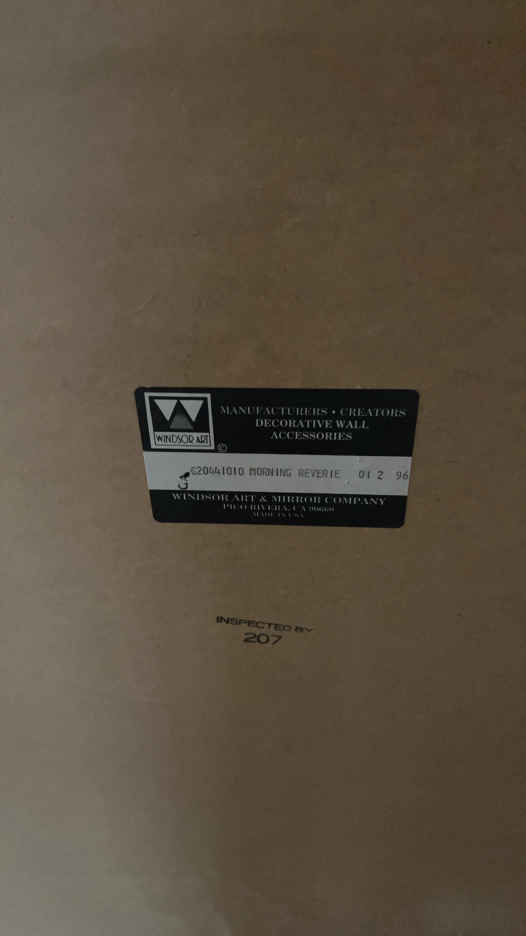 WINDSOR ART
©
MANUFACTURERS • CREATORS
DECORATIVE WALL
ACCESSORIES
620441010 MORNING REVERIE 01 2 96
WINDSOR ART & MIRROR COMPANY
PICO RIVERA, CA 90660
MADE IN USA
INSPECTED BY
207